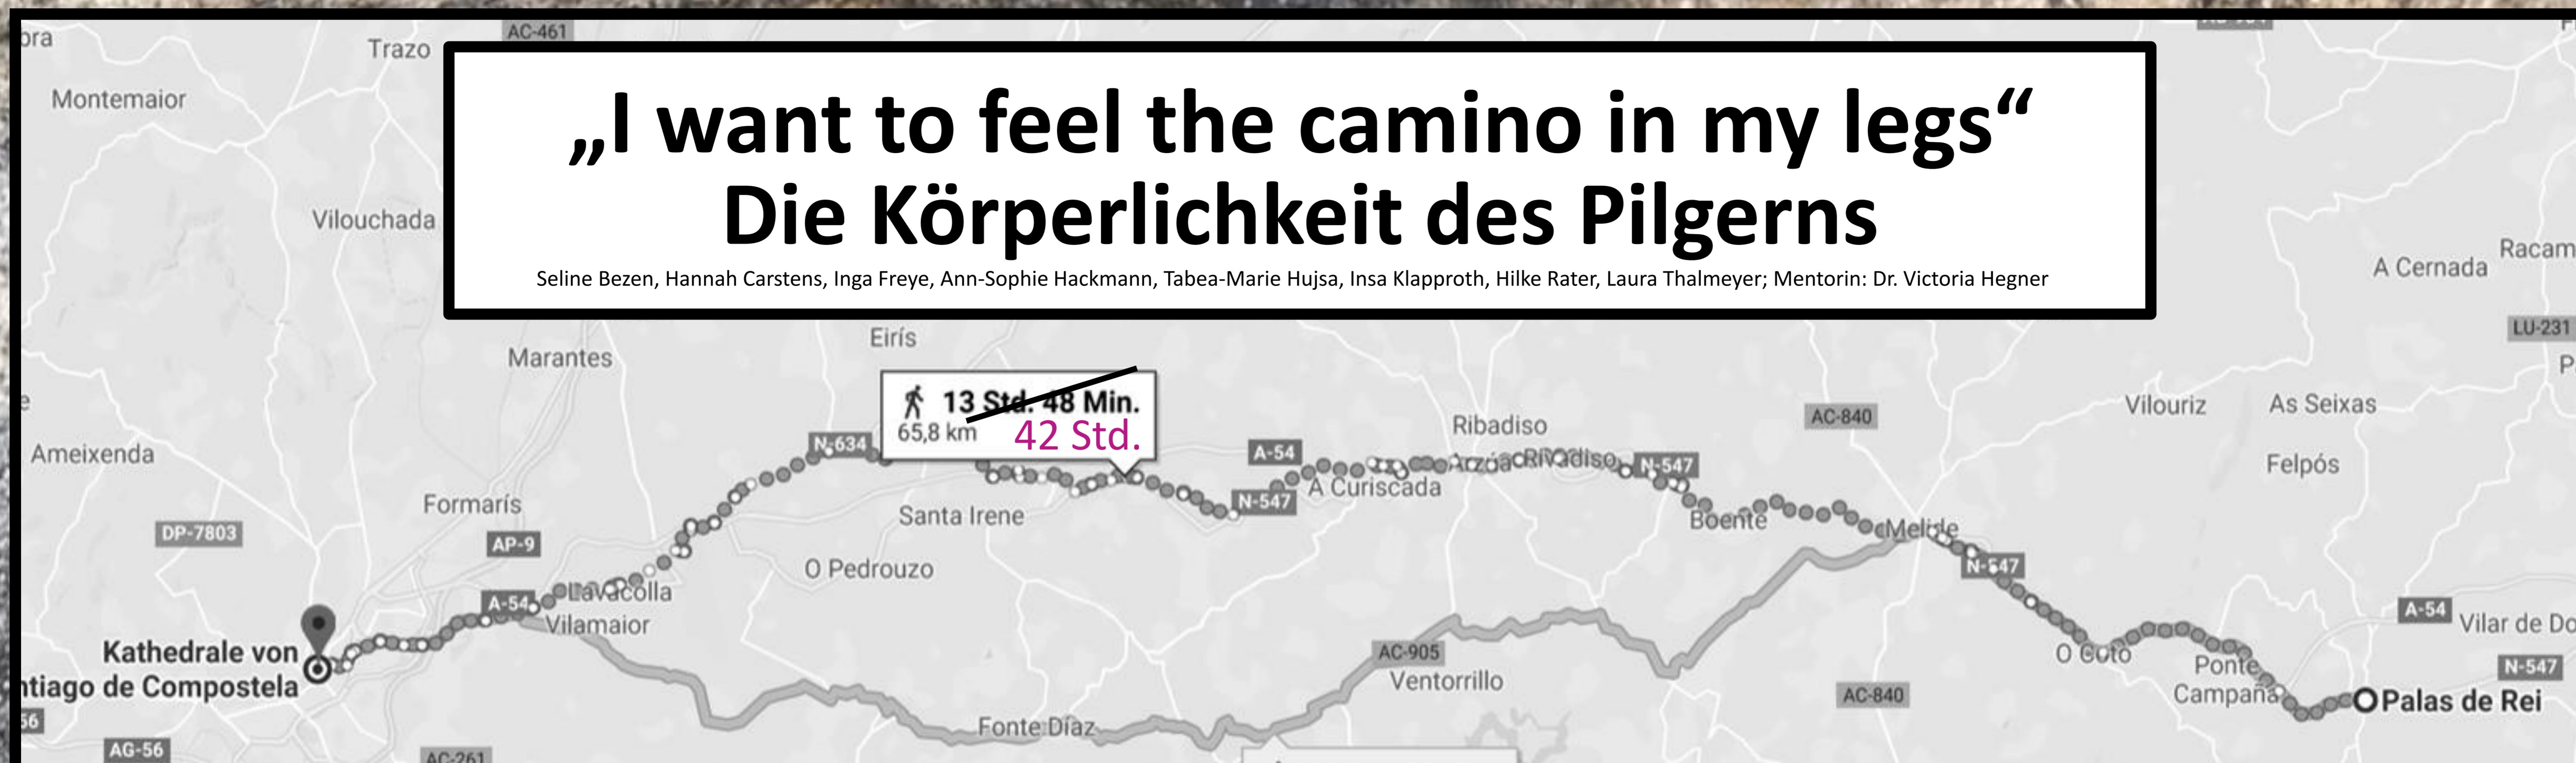 „I want to feel the camino in my legs“
Die Körperlichkeit des Pilgerns
Seline Bezen, Hannah Carstens, Inga Freye, Ann-Sophie Hackmann, Tabea-Marie Hujsa, Insa Klapproth, Hilke Rater, Laura Thalmeyer; Mentorin: Dr. Victoria Hegner
AC-461
Trazo
Montemaior
Vilouchada
A Cernada
Racam
LU-231
Eirís
Marantes
13 Std. 48 Min.
65,8 km
42 Std.
Vilouriz
As Seixas
AC-840
Ribadiso
Ameixenda
N-634
A-54
Arzúa
Rivadiso
N-547
Felpós
A Curiscada
N-547
Formarís
Santa Irene
Boente
Melide
DP-7803
AP-9
O Pedrouzo
N-547
Lavacolla
A-54
Vilamaior
A-54
Vilar de Do
Kathedrale von
ntiago de Compostela
AC-905
Ventorrillo
O Coto
Ponte
Campaña
N-547
AC-840
Palas de Rei
56
Fonte Díaz
AG-56
AC-261